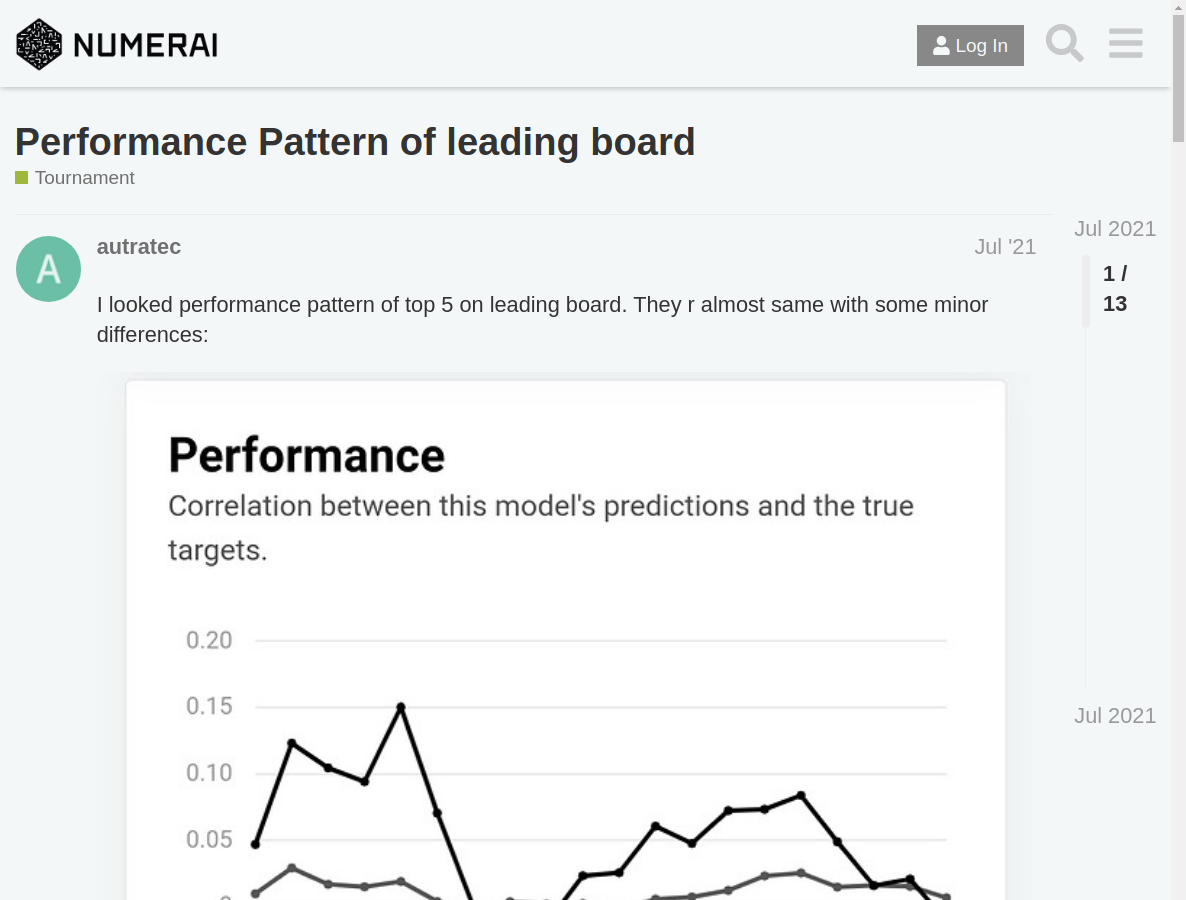 NUMERAI
Log In
Performance Pattern of leading board
Tournament
autratec
Jul '21
I looked performance pattern of top 5 on leading board. They r almost same with some minor
differences:
Performance
Correlation between this model's predictions and the true
targets.
0.20
0.15
0.10
0.05
0
Jul 2021
1 /
13
Jul 2021
A